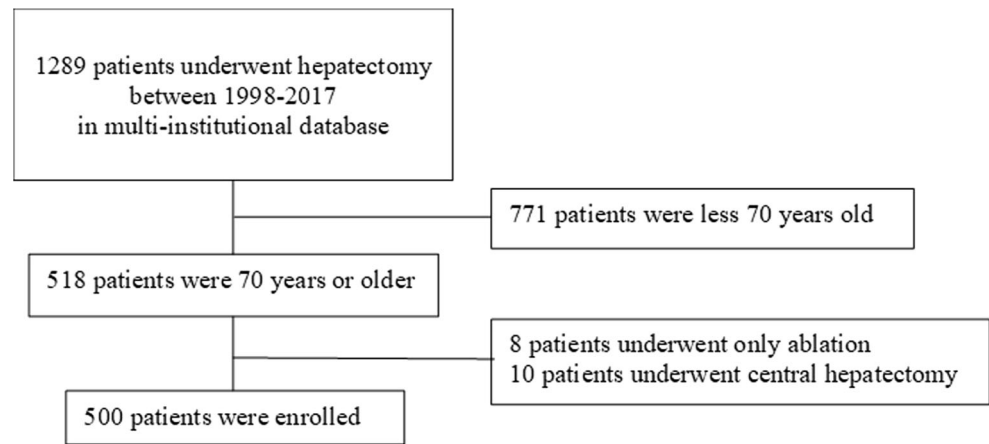 1289 patients underwent hepatectomy
between 1998-2017
in multi-institutional database
771 patients were less 70 years old
518 patients were 70 years or older
8 patients underwent only ablation
10 patients underwent central hepatectomy
500 patients were enrolled